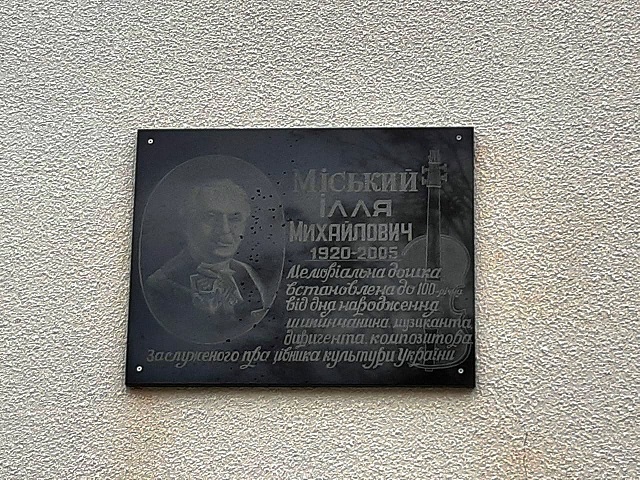 Міський
Ілля
Михайлович
1920-2005
Меморіальна дошка
встановлена до 100-річчя
від дня народження
шипинчанина, музиканта,
диригента, композитора,
Заслуженого працівника культури України